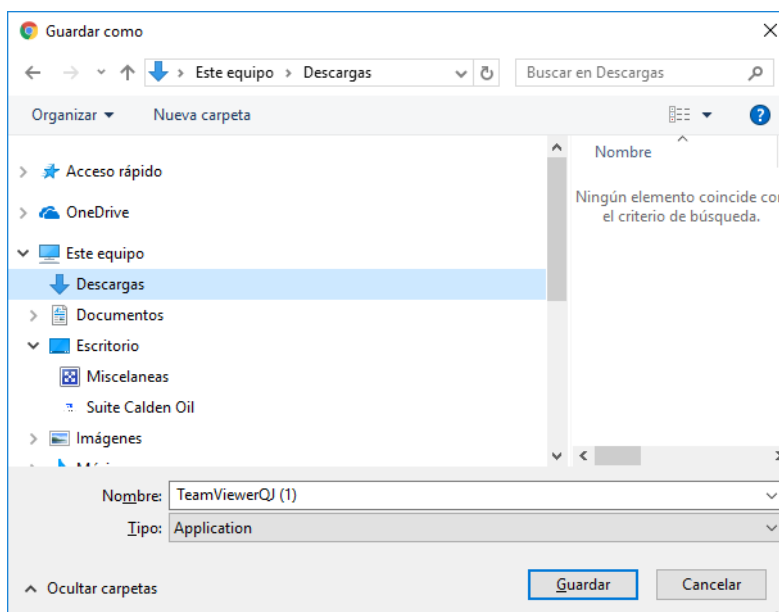 Guardar como
Este equipo > Descargas
Buscar en Descargas
Organizar
Nueva carpeta
Nombre
Ningún elemento coincide con
el criterio de búsqueda.
Acceso rápido
OneDrive
Este equipo
Descargas
Documentos
Escritorio
Miscelaneas
Suite Calden Oil
Imágenes
Nombre: TeamViewerQJ (1)
Tipo: Application
Ocultar carpetas
Guardar
Cancelar